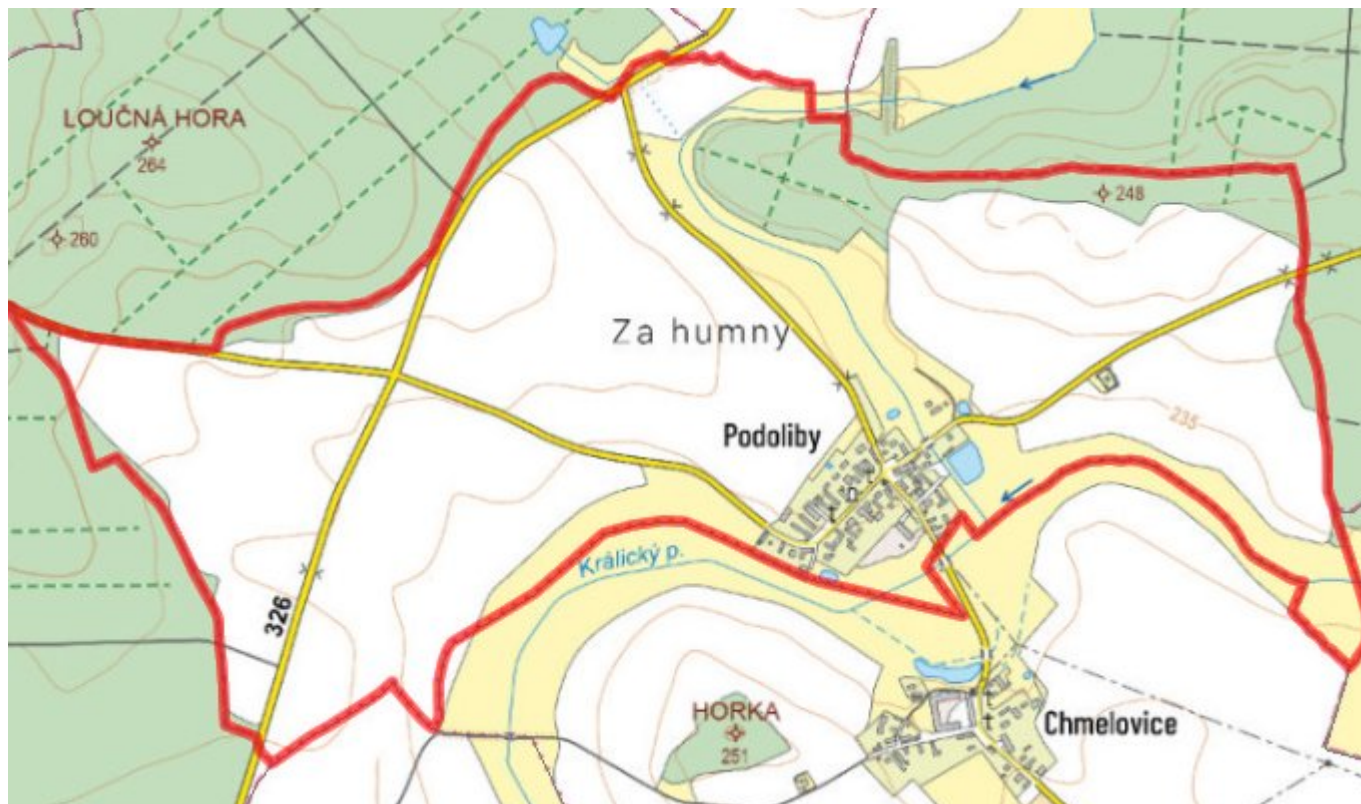 LOUČNÁ HORA
264
260
248
Za humny
235
Podoliby
Králický p.
326
HORKA
251
Chmelovice